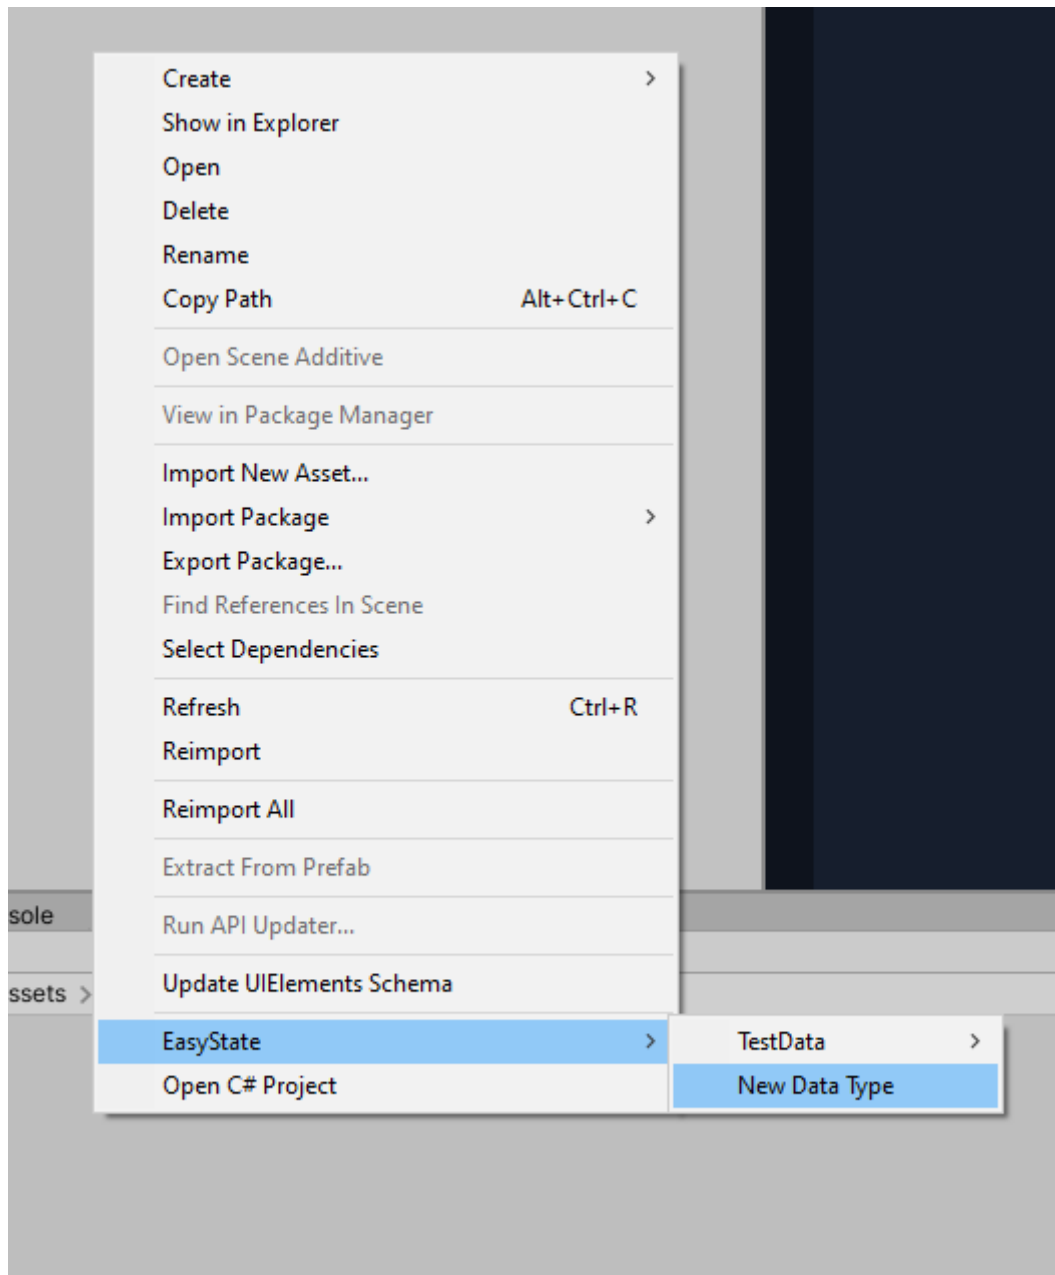 Create
Show in Explorer
Open
Delete
Rename
Copy Path Alt+Ctrl+C
Open Scene Additive
View in Package Manager
Import New Asset...
Import Package
Export Package...
Find References In Scene
Select Dependencies
Refresh Ctrl+R
Reimport
Reimport All
Extract From Prefab
sole
Run API Updater...
Update UIElements Schema
ssets >
EasyState
TestData
Open C# Project
New Data Type